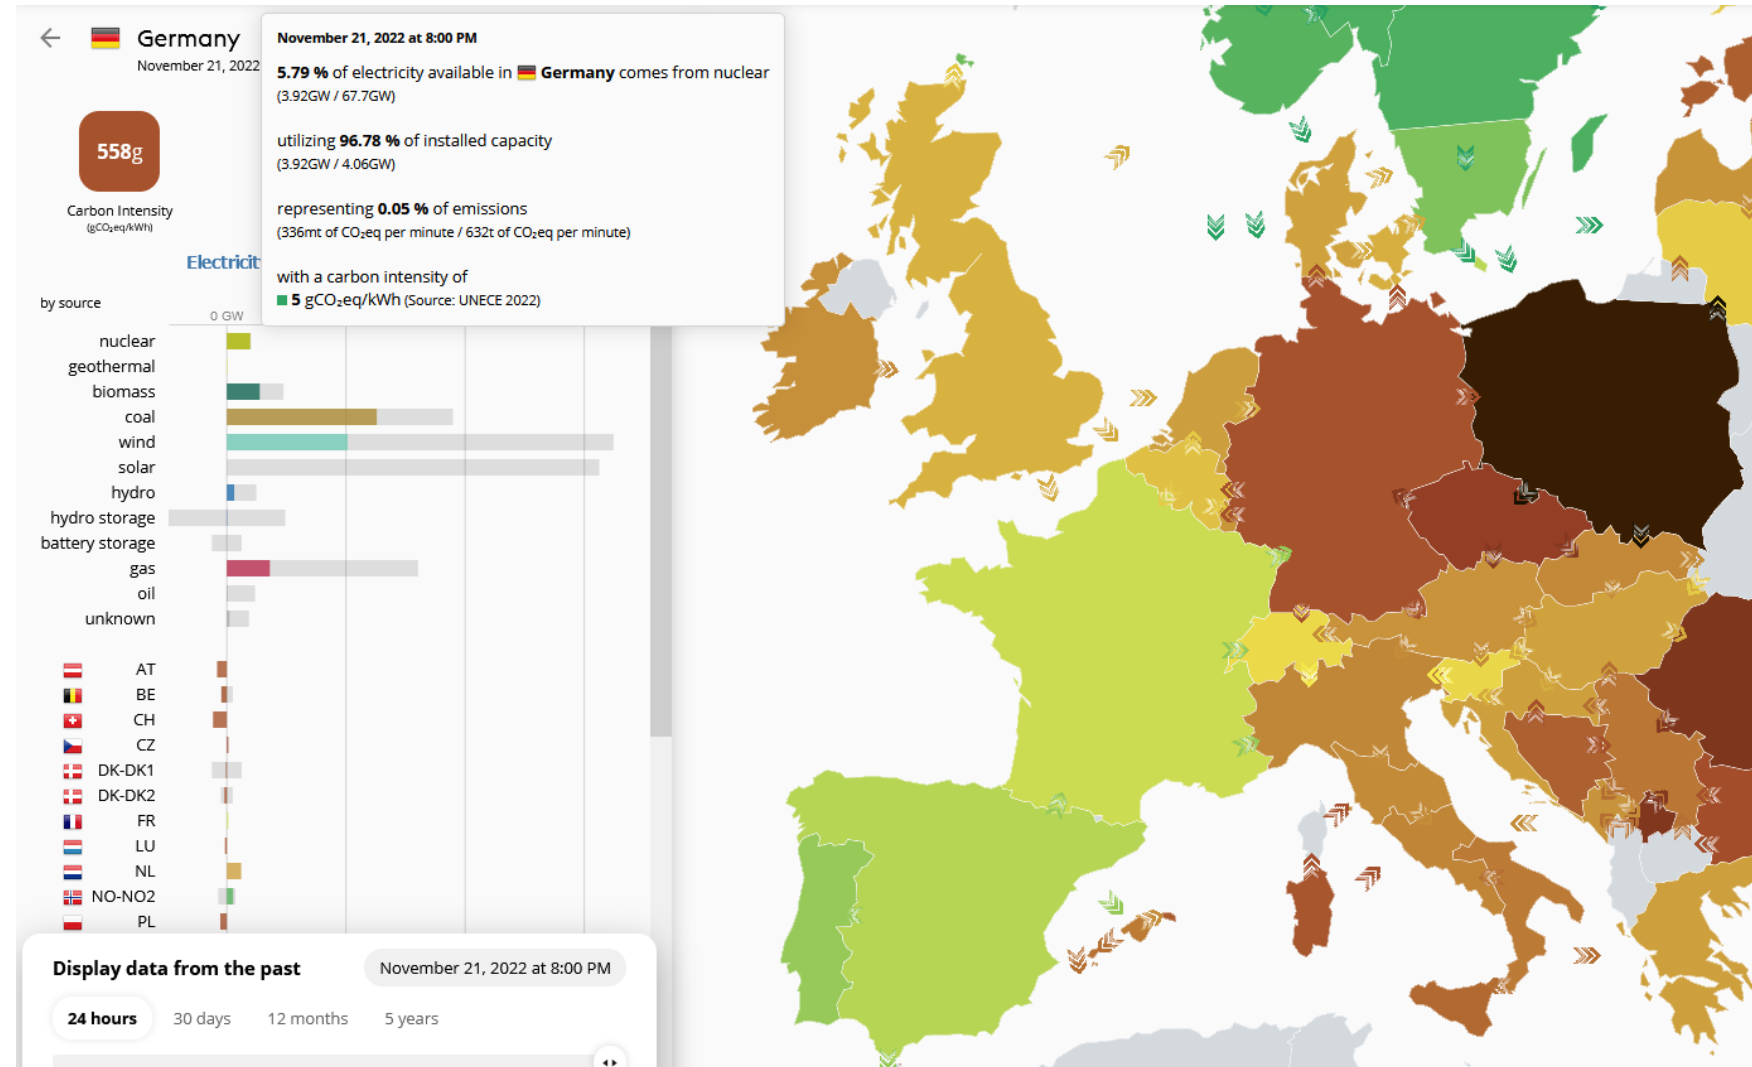 Germany
November 21, 2022
558g
Carbon Intensity
(gCO₂eq/kWh)
November 21, 2022 at 8:00 PM
5.79 % of electricity available in Germany comes from nuclear
(3.92GW / 67.7GW)
utilizing 96.78 % of installed capacity
(3.92GW / 4.06GW)
representing 0.05 % of emissions
(336mt of CO₂eq per minute / 632t of CO₂eq per minute)
with a carbon intensity of
5 gCO₂eq/kWh (Source: UNECE 2022)
Electricit
by source
0 GW
nuclear
geothermal
biomass
coal
wind
solar
hydro
hydro storage
battery storage
gas
oil
unknown
AT
BE
CH
CZ
DK-DK1
DK-DK2
FR
LU
NL
NO-NO2
PL
Display data from the past November 21, 2022 at 8:00 PM
24 hours 30 days 12 months 5 years